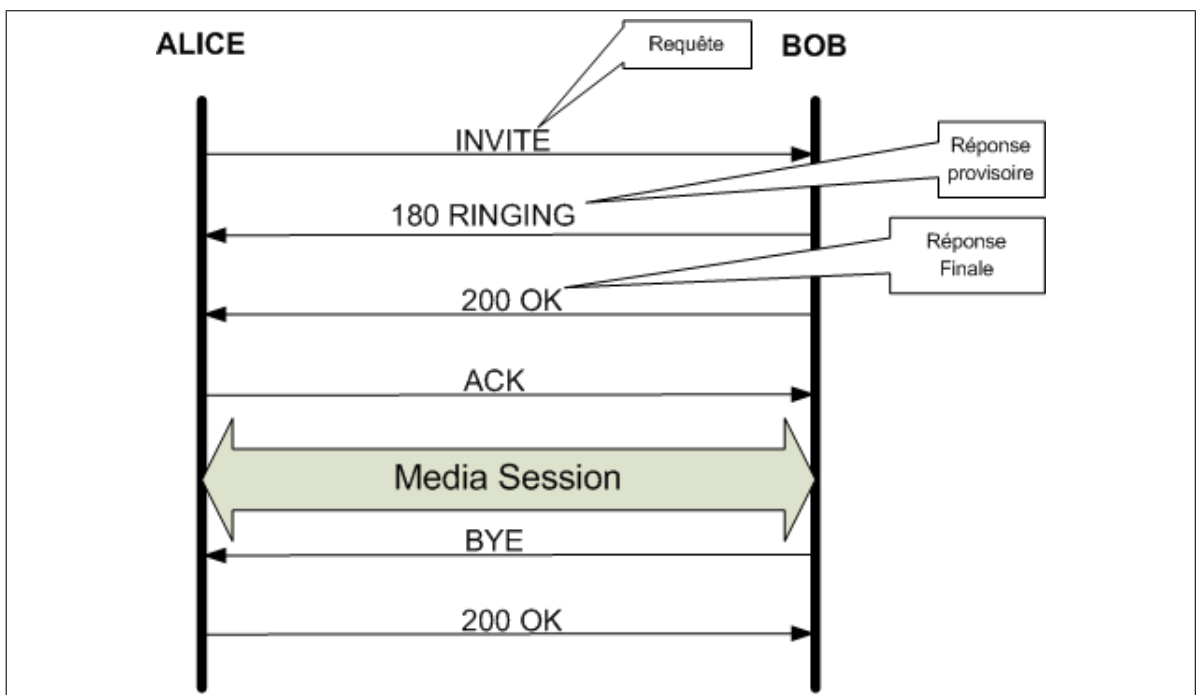 ALICE
Requête
BOB
INVITE
Réponse
provisoire
180 RINGING
Réponse
Finale
200 OK
ACK
Media Session
BYE
200 OK